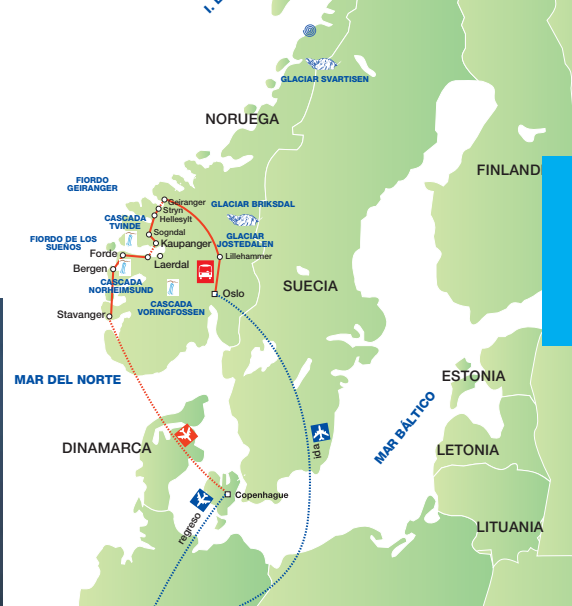 GLACIAR SVARTISEN
NORUEGA
FINLAND
FIORDO
GEIRANGER
Geiranger
GLACIAR BRIKSDAL
Stryn
Hellesylt
CASCADA
TVINDE
Sogndal
GLACIAR
JOSTEDALEN
FIORDO DE LOS
SUEÑOS
Kaupanger
Forde
Laerdal
Lillehammer
Bergen
CASCADA
NORHEIMSUND
SUECIA
Oslo
CASCADA
VORINGFOSSEN
Stavanger
MAR DEL NORTE
ESTONIA
MAR BÁLTICO
DINAMARCA
ida
LETONIA
Copenhague
regreso
LITUANIA